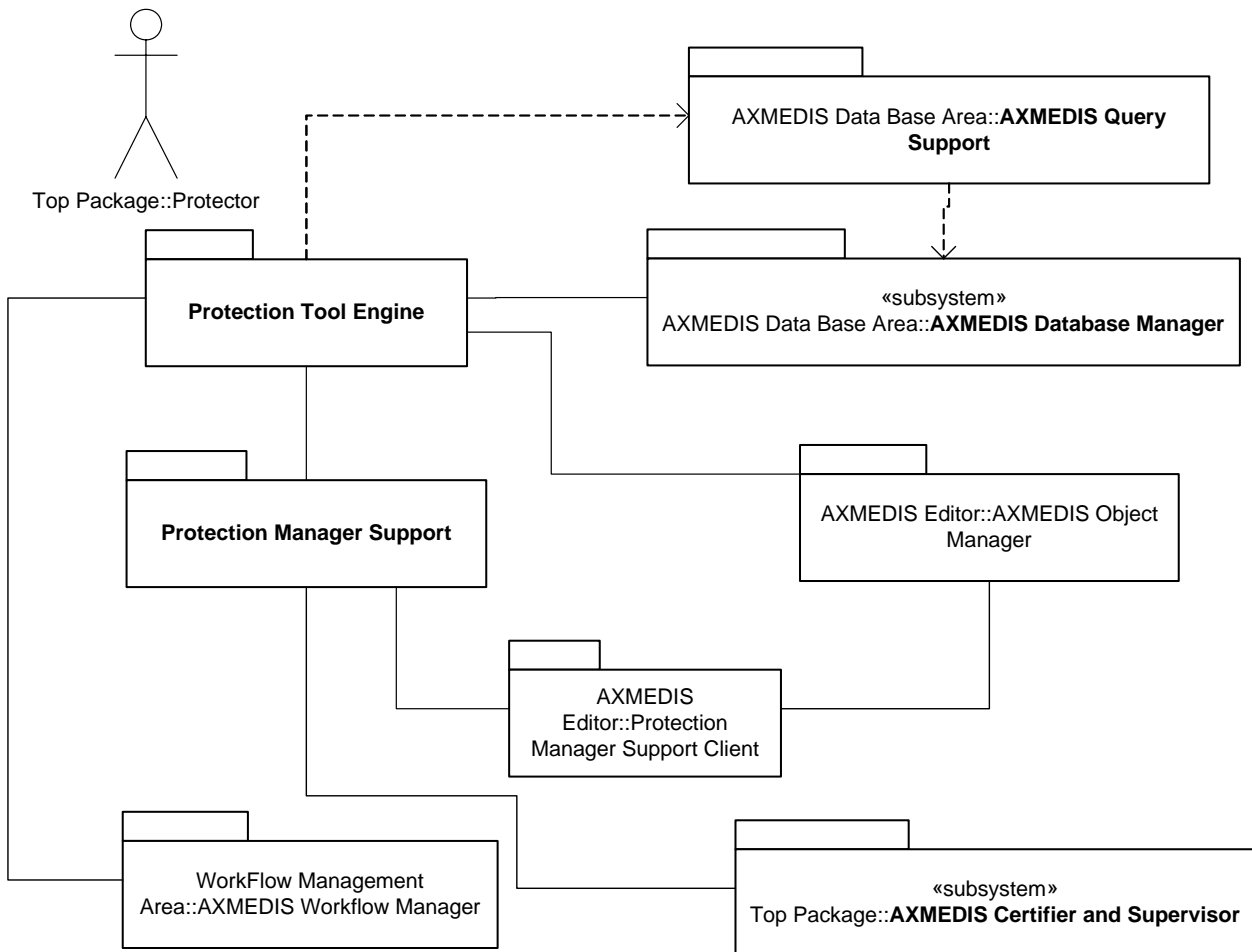 AXMEDIS Data Base Area::AXMEDIS Query
Support
Top Package::Protector
Protection Tool Engine
«subsystem»
AXMEDIS Data Base Area::AXMEDIS Database Manager
Protection Manager Support
AXMEDIS Editor::AXMEDIS Object
Manager
AXMEDIS
Editor::Protection
Manager Support Client
WorkFlow Management
Area::AXMEDIS Workflow Manager
«subsystem»
Top Package::AXMEDIS Certifier and Supervisor